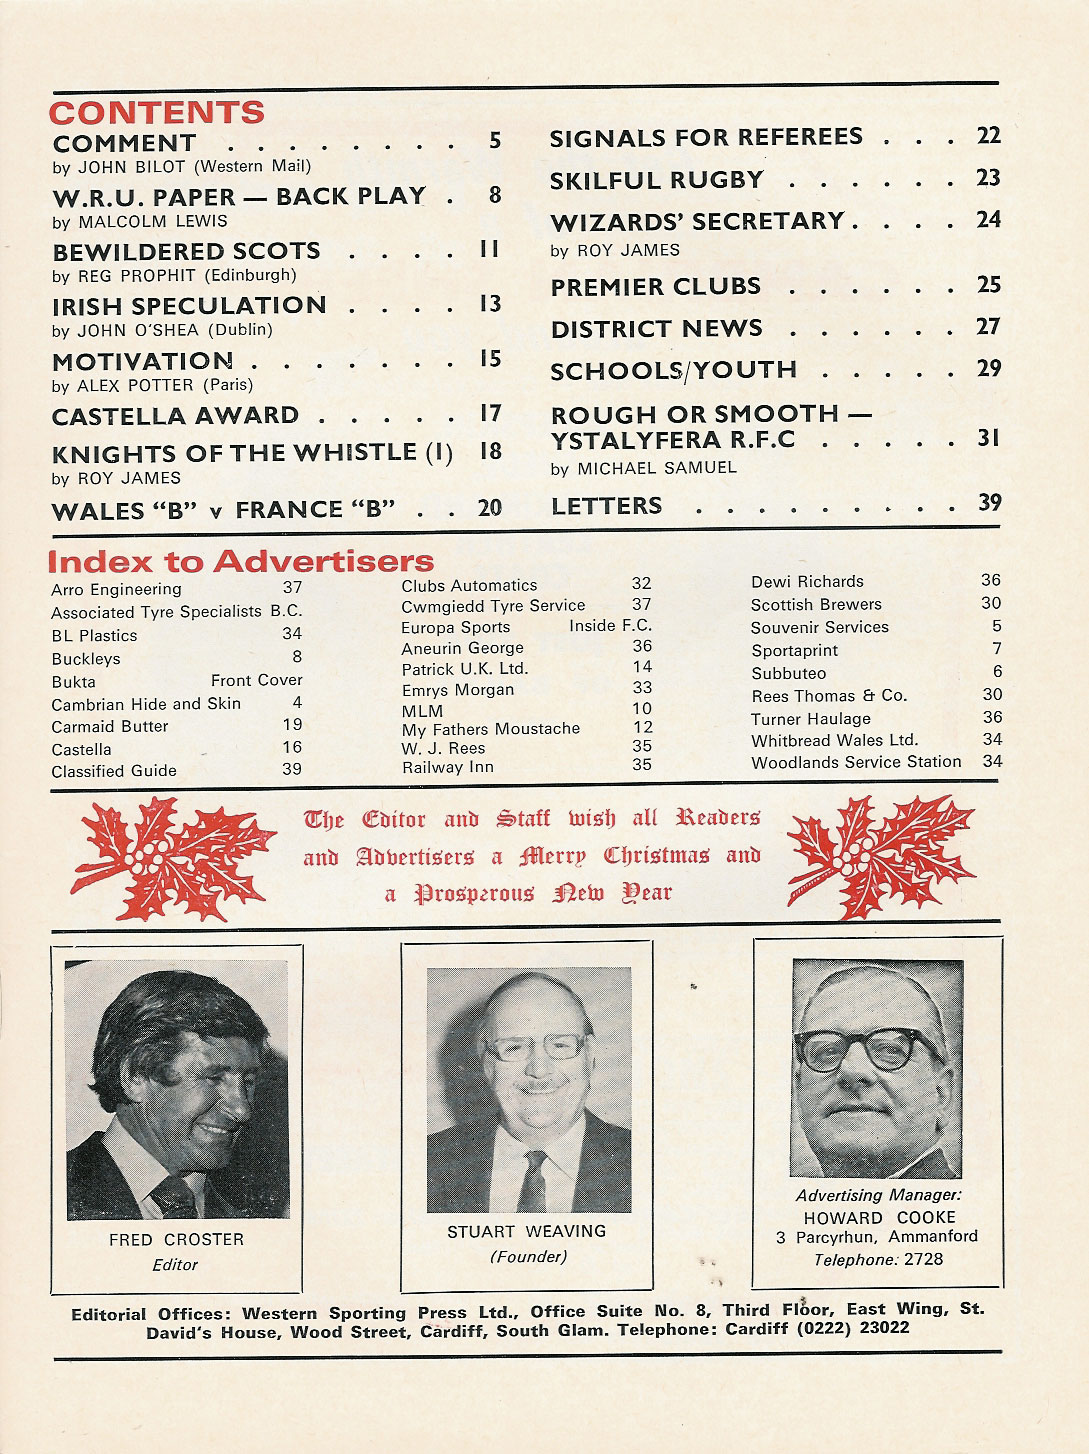 CONTENTS
COMMENT . . . . . . . . 5
by JOHN BILOT (Western Mail)
W.R.U. PAPER — BACK PLAY . 8
by MALCOLM LEWIS
BEWILDERED SCOTS . . . . 11
by REG PROPHIT (Edinburgh)
IRISH SPECULATION . . . . 13
by JOHN O'SHEA (Dublin)
MOTIVATION . . . . . . . 15
by ALEX POTTER (Paris)
CASTELLA AWARD . . . . . 17
KNIGHTS OF THE WHISTLE (I) 18
by ROY JAMES
WALES "B" v FRANCE "B" . . 20
SIGNALS FOR REFEREES . . . 22
SKILFUL RUGBY . . . . . . 23
WIZARDS' SECRETARY . . . . 24
by ROY JAMES
PREMIER CLUBS . . . . . . 25
DISTRICT NEWS . . . . . . 27
SCHOOLS/YOUTH . . . . . 29
ROUGH OR SMOOTH —
YSTALYFERA R.F.C . . . . . 31
by MICHAEL SAMUEL
LETTERS . . . . . . . . . 39
Index to Advertisers
Arro Engineering 37
Associated Tyre Specialists B.C.
BL Plastics 34
Buckleys 8
Bukta Front Cover
Cambrian Hide and Skin 4
Carmaid Butter 19
Castella 16
Classified Guide 39
Clubs Automatics 32
Cwmgiedd Tyre Service 37
Europa Sports Inside F.C.
Aneurin George 36
Patrick U.K. Ltd. 14
Emrys Morgan 33
MLM 10
My Fathers Moustache 12
W. J. Rees 35
Railway Inn 35
Dewi Richards 36
Scottish Brewers 30
Souvenir Services 5
Sportaprint 7
Subbuteo 6
Rees Thomas & Co. 30
Turner Haulage 36
Whitbread Wales Ltd. 34
Woodlands Service Station 34
The Editor and Staff wish all Readers
and Advertisers a Merry Christmas and
a Prosperous New Year
FRED CROSTER
Editor
STUART WEAVING
(Founder)
Advertising Manager:
HOWARD COOKE
3 Parcyrhun, Ammanford
Telephone: 2728
Editorial Offices: Western Sporting Press Ltd., Office Suite No. 8, Third Floor, East Wing, St.
David's House, Wood Street, Cardiff, South Glam. Telephone: Cardiff (0222) 23022